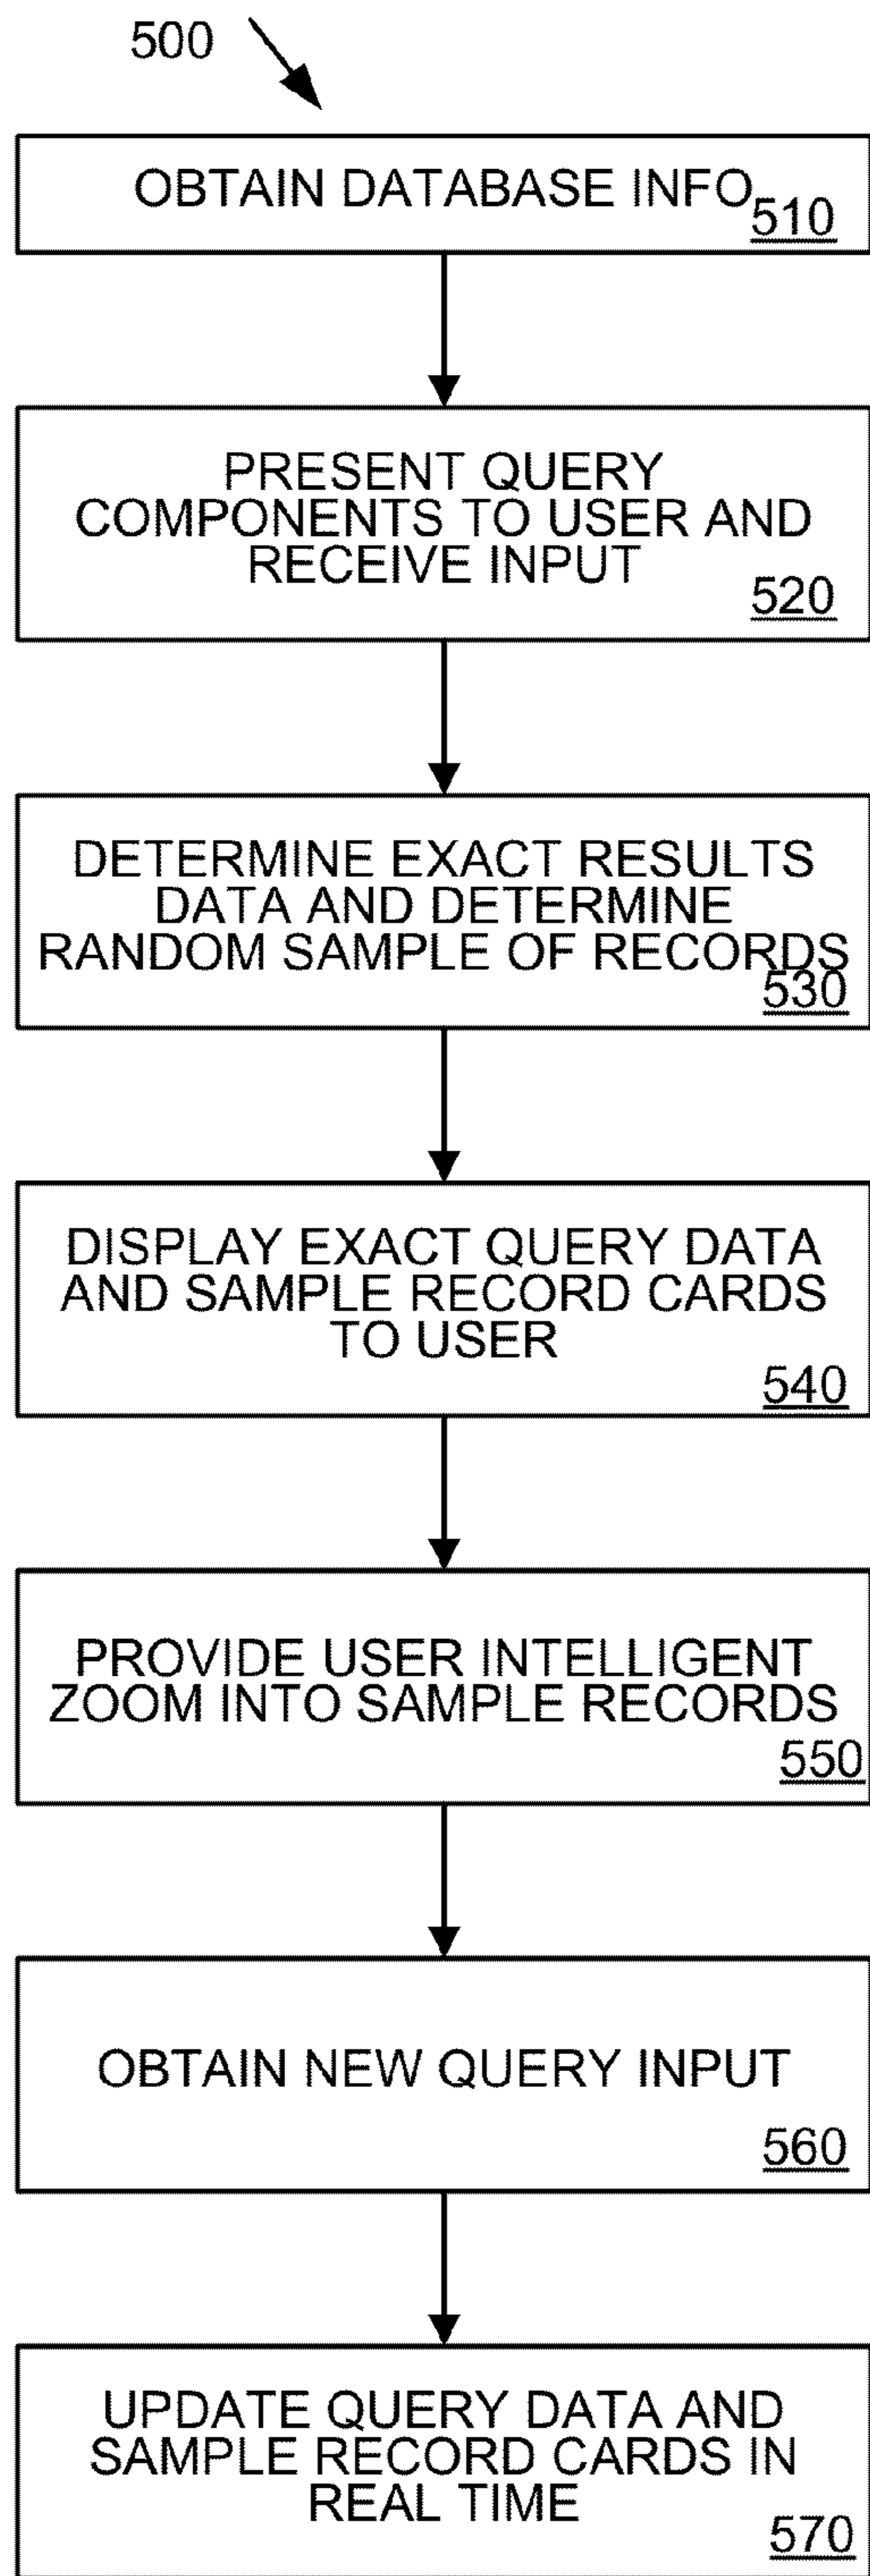 500
OBTAIN DATABASE INFO
510
PRESENT QUERY
COMPONENTS TO USER AND
RECEIVE INPUT
520
DETERMINE EXACT RESULTS
DATA AND DETERMINE
RANDOM SAMPLE OF RECORDS
530
DISPLAY EXACT QUERY DATA
AND SAMPLE RECORD CARDS
TO USER
540
PROVIDE USER INTELLIGENT
ZOOM INTO SAMPLE RECORDS
550
OBTAIN NEW QUERY INPUT
560
UPDATE QUERY DATA AND
SAMPLE RECORD CARDS IN
REAL TIME
570